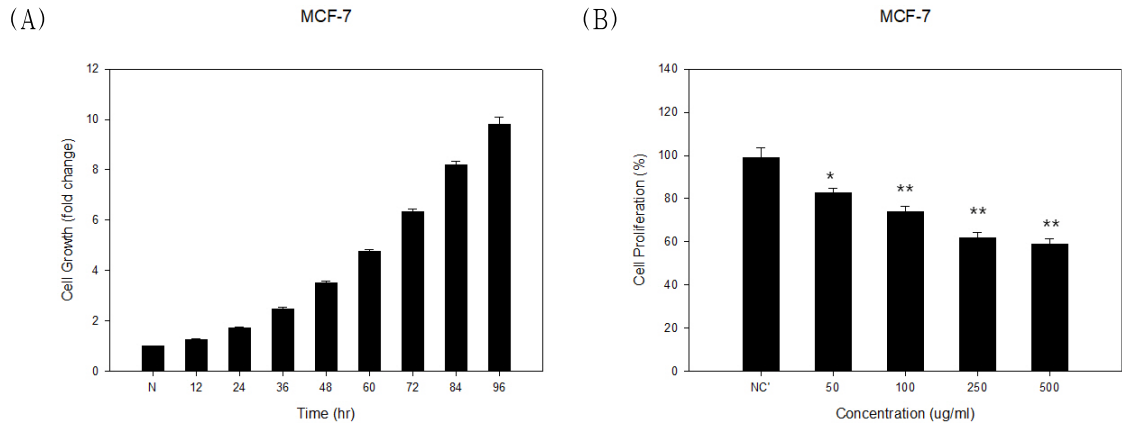 (A)
MCF-7
12
10
8
6
4
2
0
Cell Growth (fold change)
N 12 24 36 48 60 72 84 96
Time (hr)
(B)
MCF-7
140
120
100
80
60
40
20
0
Cell Proliferation (%)
*
**
**
**
NC' 50 100 250 500
Concentration (ug/ml)